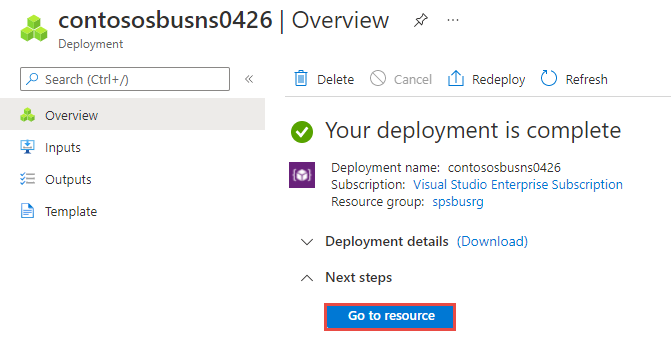 contososbusns0426 | Overview
Deployment
Search (Ctrl+/)
Overview
Inputs
Outputs
Template
Delete Cancel Redeploy Refresh
Your deployment is complete
Deployment name: contososbusns0426
Subscription: Visual Studio Enterprise Subscription
Resource group: spsbusrg
Deployment details (Download)
Next steps
Go to resource